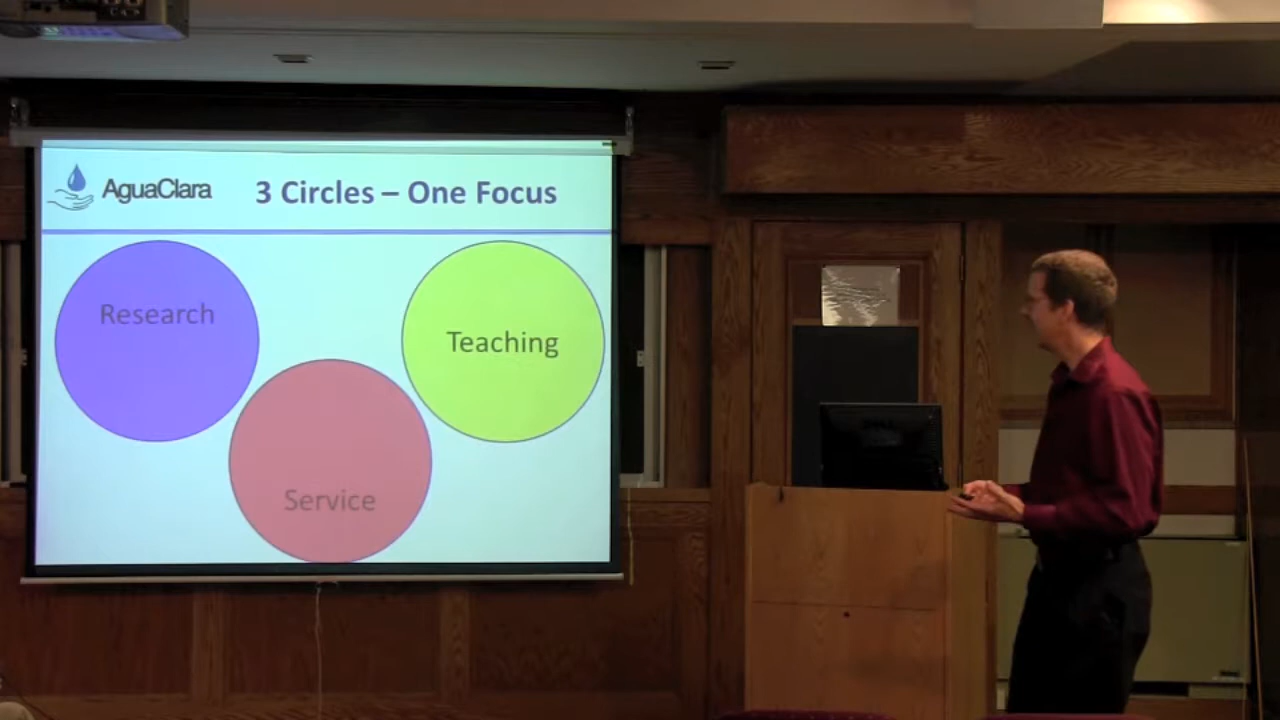 AguaClara
3 Circles – One Focus
Research
Teaching
Service